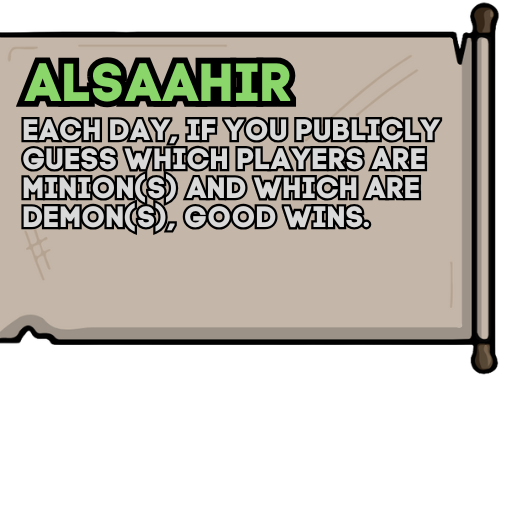 ALSAAHIR
EACH DAY, IF YOU PUBLICLY
GUESS WHICH PLAYERS ARE
MINION(S) AND WHICH ARE
DEMON(S), GOOD WINS.